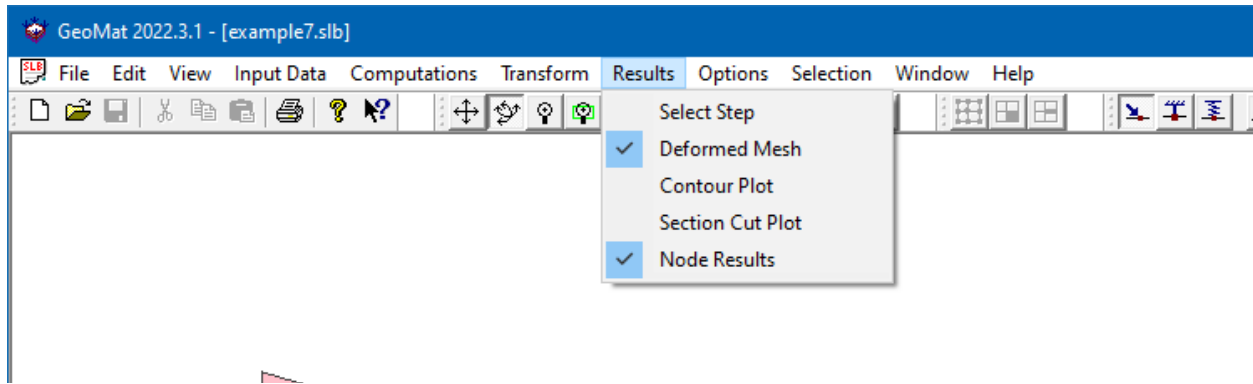 GeoMat 2022.3.1 - [example7.slb]
SLB File Edit View Input Data Computations Transform Results Options Selection Window Help
Select Step
Deformed Mesh
Contour Plot
Section Cut Plot
Node Results